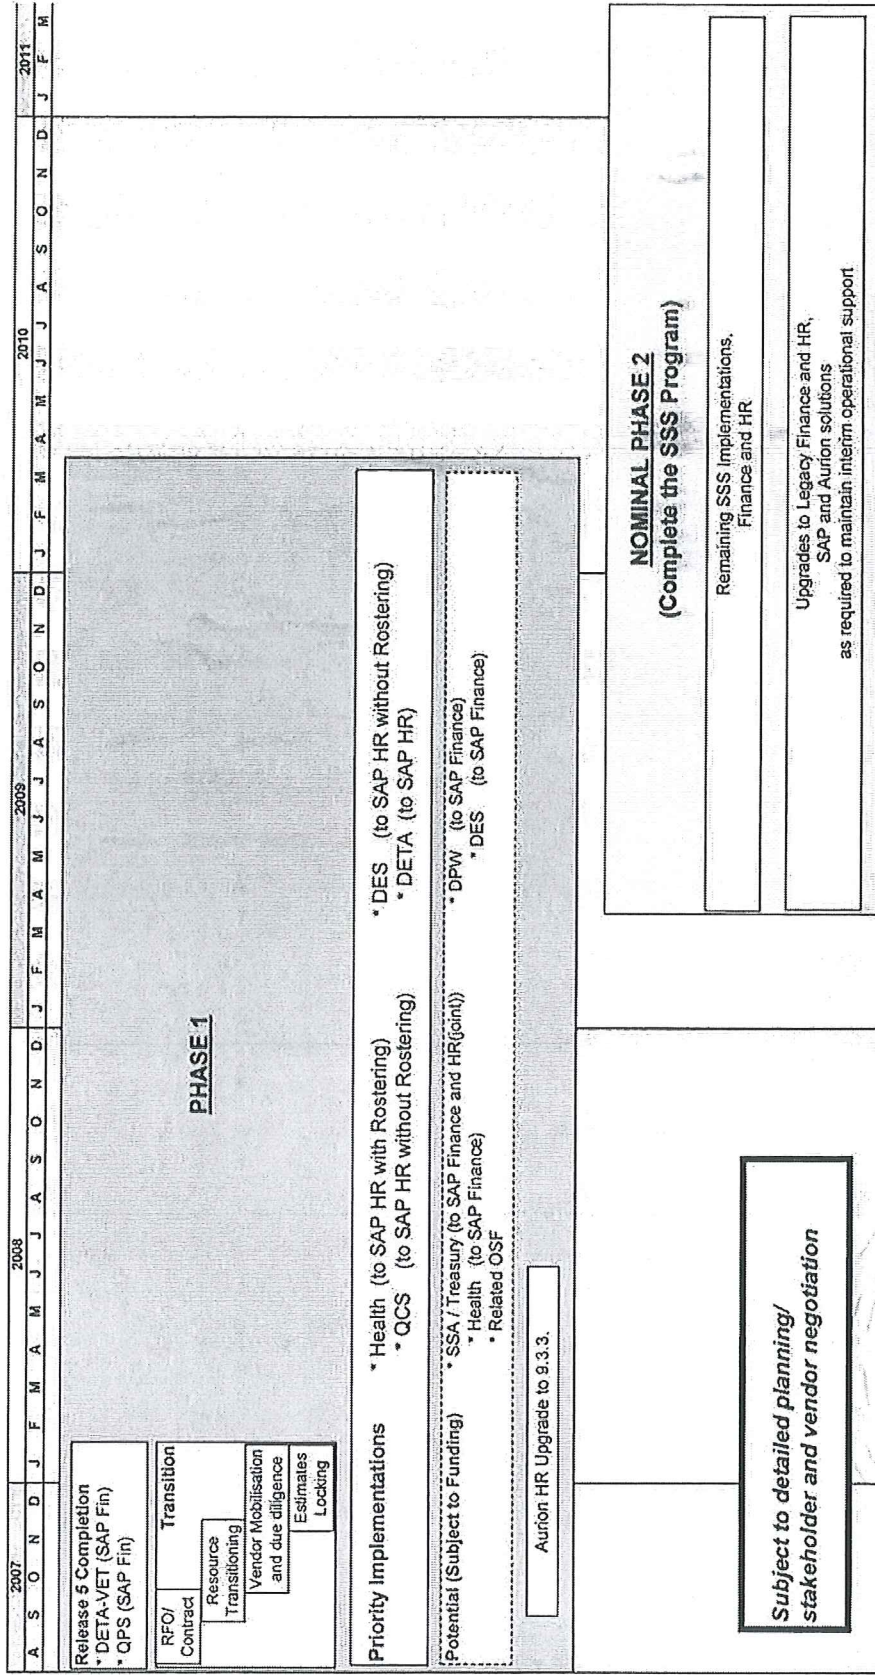 2007 2008 2009 2010 2011
A S O N D J F M A M J J A S O N D J F M A M J J A S O N D J F M A M J J A S O N D J F M
Release 5 Completion
* DETA-VET (SAP Fin)
* QPS (SAP Fin)
Transition
RFO/
Contract
Resource
Transitioning
Vendor Mobilisation
and due diligence
Estimates
Locking
PHASE 1
Priority Implementations
* Health (to SAP HR with Rostering)
* QCS (to SAP HR without Rostering)
* DES (to SAP HR without Rostering)
* DETA (to SAP HR)
Potential (Subject to Funding)
* SSA / Treasury (to SAP Finance and HR(joint))
* Health (to SAP Finance)
* Related OSF
* DPW (to SAP Finance)
* DES (to SAP Finance)
Aurion HR Upgrade to 9.3.3.
NOMINAL PHASE 2
(Complete the SSS Program)
Remaining SSS Implementations,
Finance and HR
Upgrades to Legacy Finance and HR,
SAP and Aurion solutions
as required to maintain interim operational support
Subject to detailed planning/
stakeholder and vendor negotiation